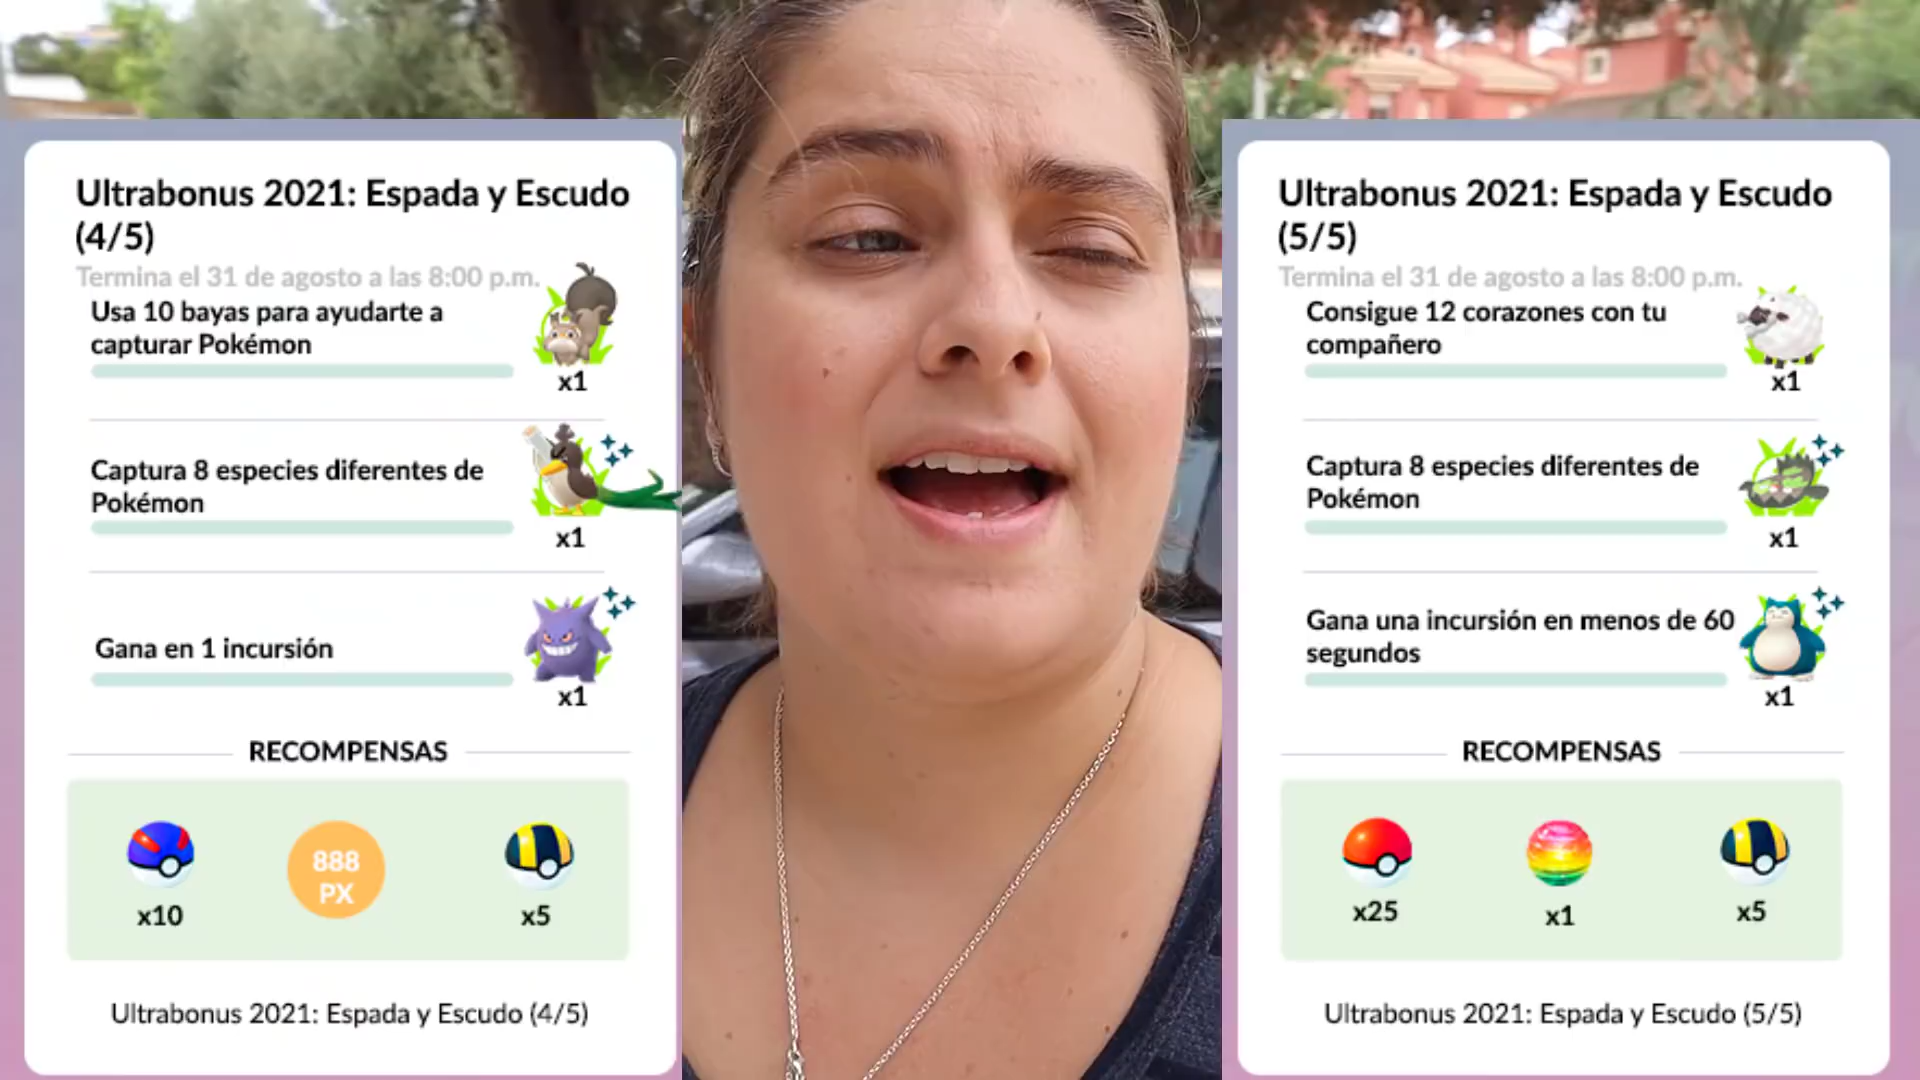 Ultrabonus 2021: Espada y Escudo
(4/5)
Termina el 31 de agosto a las 8:00 p.m.
Usa 10 bayas para ayudarte a
capturar Pokémon
x1
Captura 8 especies diferentes de
Pokémon
x1
Gana en 1 incursión
x1
RECOMPENSAS
888
PX
x10
x5
Ultrabonus 2021: Espada y Escudo (4/5)
Ultrabonus 2021: Espada y Escudo
(5/5)
Termina el 31 de agosto a las 8:00 p.m.
Consigue 12 corazones con tu
compañero
x1
Captura 8 especies diferentes de
Pokémon
x1
Gana una incursión en menos de 60
segundos
x1
RECOMPENSAS
x25
x1
x5
Ultrabonus 2021: Espada y Escudo (5/5)